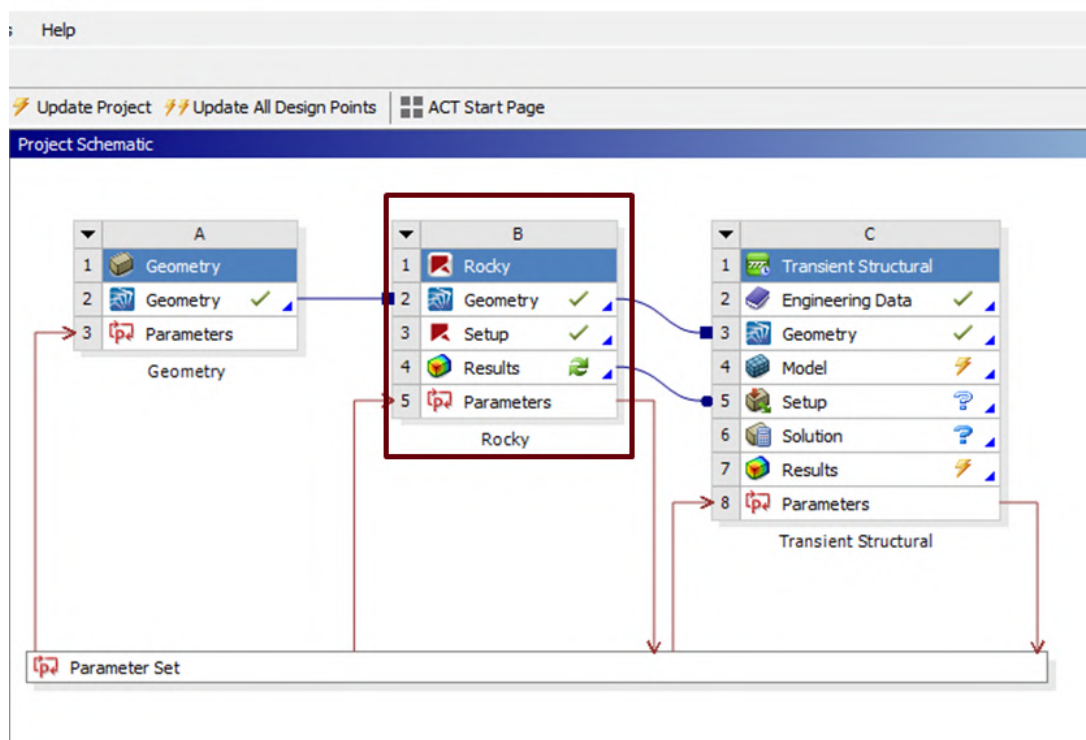 Help
Update Project Update All Design Points ACT Start Page
Project Schematic
A
1 Geometry
2 Geometry
3 Parameters
Geometry
B
1 Rocky
2 Geometry
3 Setup
4 Results
5 Parameters
Rocky
C
1 Transient Structural
2 Engineering Data
3 Geometry
4 Model
5 Setup
6 Solution
7 Results
8 Parameters
Transient Structural
Parameter Set